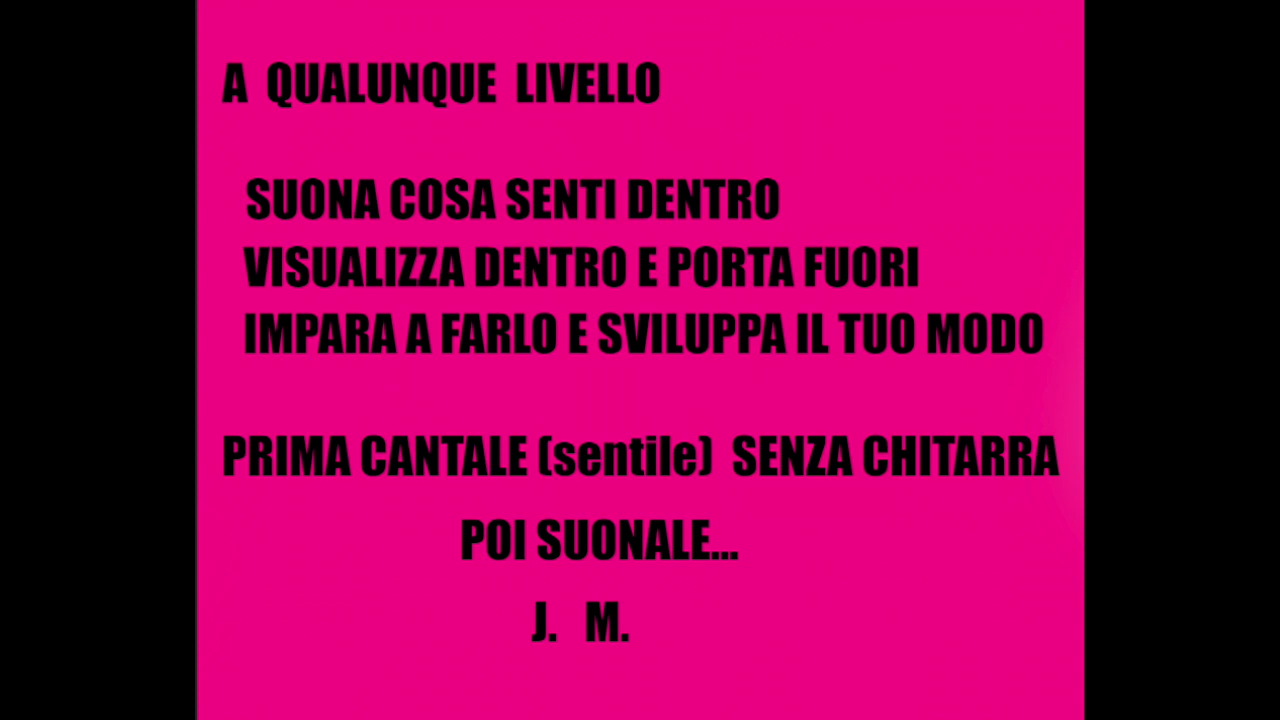 A QUALUNQUE LIVELLO
SUONA COSA SENTI DENTRO
VISUALIZZA DENTRO E PORTA FUORI
IMPARA A FARLO E SVILUPPA IL TUO MODO
PRIMA CANTALE (sentile) SENZA CHITARRA
POI SUONALE...
J. M.